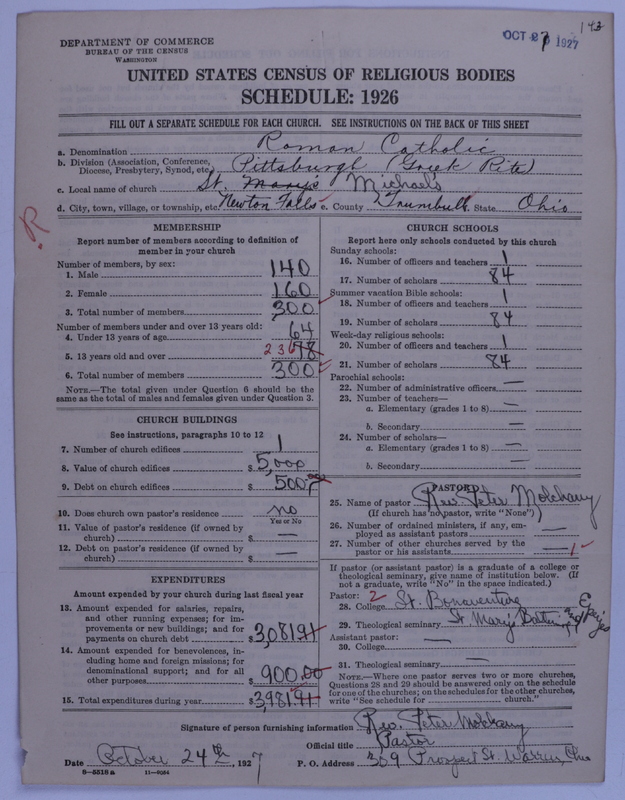 143
OCT 27 1927
DEPARTMENT OF COMMERCE
BUREAU OF THE CENSUS
WASHINGTON
UNITED STATES CENSUS OF RELIGIOUS BODIES
SCHEDULE: 1926
FILL OUT A SEPARATE SCHEDULE FOR EACH CHURCH. SEE INSTRUCTIONS ON THE BACK OF THIS SHEET
a. Denomination Roman Catholic
b. Division (Association, Conference, Diocese, Presbytery, Synod, etc.) Pittsburgh (Greek Rite)
c. Local name of church St. Mary's Michael's
d. City, town, village, or township, etc. Newton Falls e. County Trumbull State Ohio
R
MEMBERSHIP
Report number of members according to definition of
member in your church
Number of members, by sex:
1. Male 140
2. Female 160
3. Total number of members 300
Number of members under and over 13 years old:
4. Under 13 years of age 64
5. 13 years old and over 236 78
6. Total number of members 300
NOTE.—The total given under Question 6 should be
same as the total of males and females given under Question 3.
CHURCH BUILDINGS
See instructions, paragraphs 10 to 12
7. Number of church edifices 1
8. Value of church edifices $ 5,000
9. Debt on church edifices $ 500
10. Does church own pastor's residence no
Yes or No
11. Value of pastor's residence (if owned by
church) $ —
12. Debt on pastor's residence (if owned by
church) $ —
EXPENDITURES
Amount expended by your church during last fiscal year
13. Amount expended for salaries, repairs,
and other running expenses; for im-
provements or new buildings; and for
payments on church debt $3,081.91
14. Amount expended for benevolences, in-
cluding home and foreign missions; for
denominational support; and for all
other purposes $ 900.00
15. Total expenditures during year $3,981.91
CHURCH SCHOOLS
Report here only schools conducted by this church
Sunday schools:
16. Number of officers and teachers 1
17. Number of scholars 84
Summer vacation Bible schools:
18. Number of officers and teachers 1
19. Number of scholars 84
Week-day religious schools:
20. Number of officers and teachers 1
21. Number of scholars 84
Parochial schools:
22. Number of administrative officers —
23. Number of teachers—
a. Elementary (grades 1 to 8) —
b. Secondary —
24. Number of scholars—
a. Elementary (grades 1 to 8) —
b. Secondary —
PASTOR
25. Name of pastor Rev. Peter Molchany
(If church has no pastor, write "None")
26. Number of ordained ministers, if any, em-
ployed as assistant pastors —
27. Number of other churches served by the
pastor or his assistants — 1
If pastor (or assistant pastor) is a graduate of a college or
theological seminary, give name of institution below. (If
not a graduate, write "No" in the space indicated.)
Pastor: 2
28. College St. Bonaventure
29. Theological seminary St. Mary's
Assistant pastor: —
30. College
31. Theological seminary —
NOTE.—Where one pastor serves two or more churches,
Questions 28 and 29 should be answered only on the schedule
for one of the churches; on the schedules for the other churches,
write "See schedule for church."
Signature of person furnishing information Rev. Peter Molchany
Official title Pastor
Date October 24th, 1927 P. O. Address 309 Prospect St. Warren, Ohio
8—5518a 11—9084